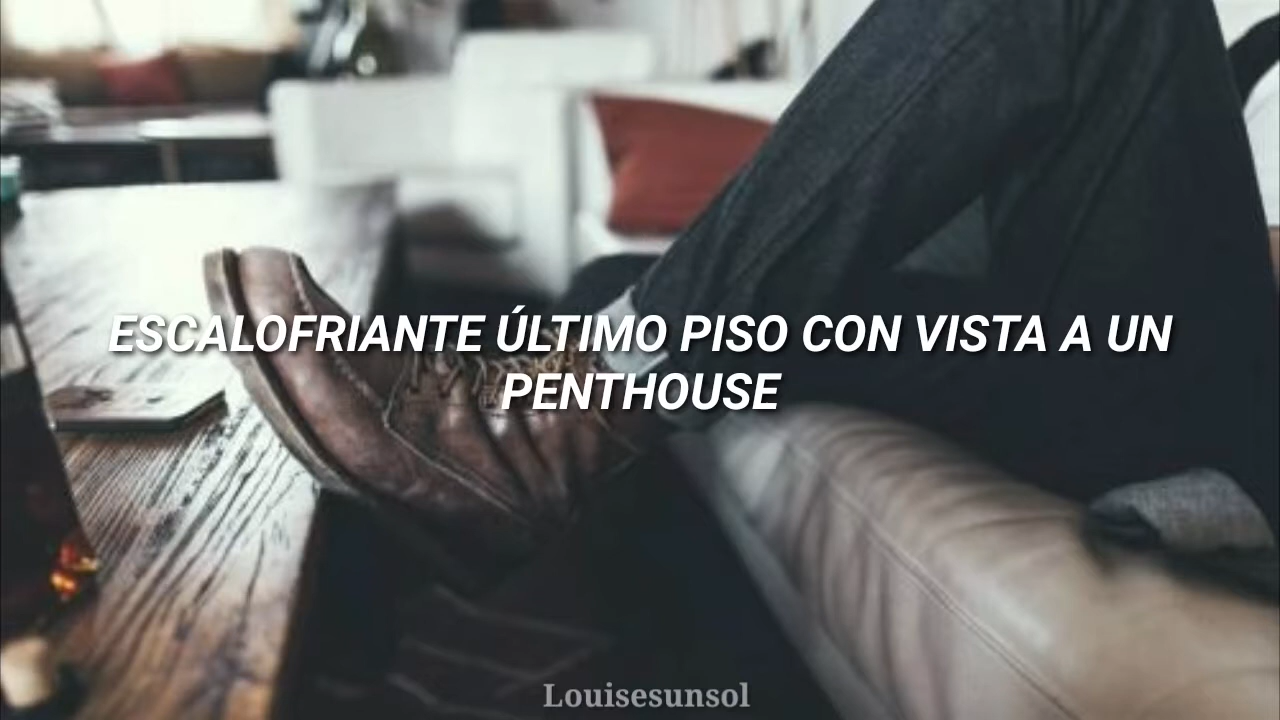 ESCALOFRIANTE ÚLTIMO PISO CON VISTA A UN
PENTHOUSE
Louisesunsol